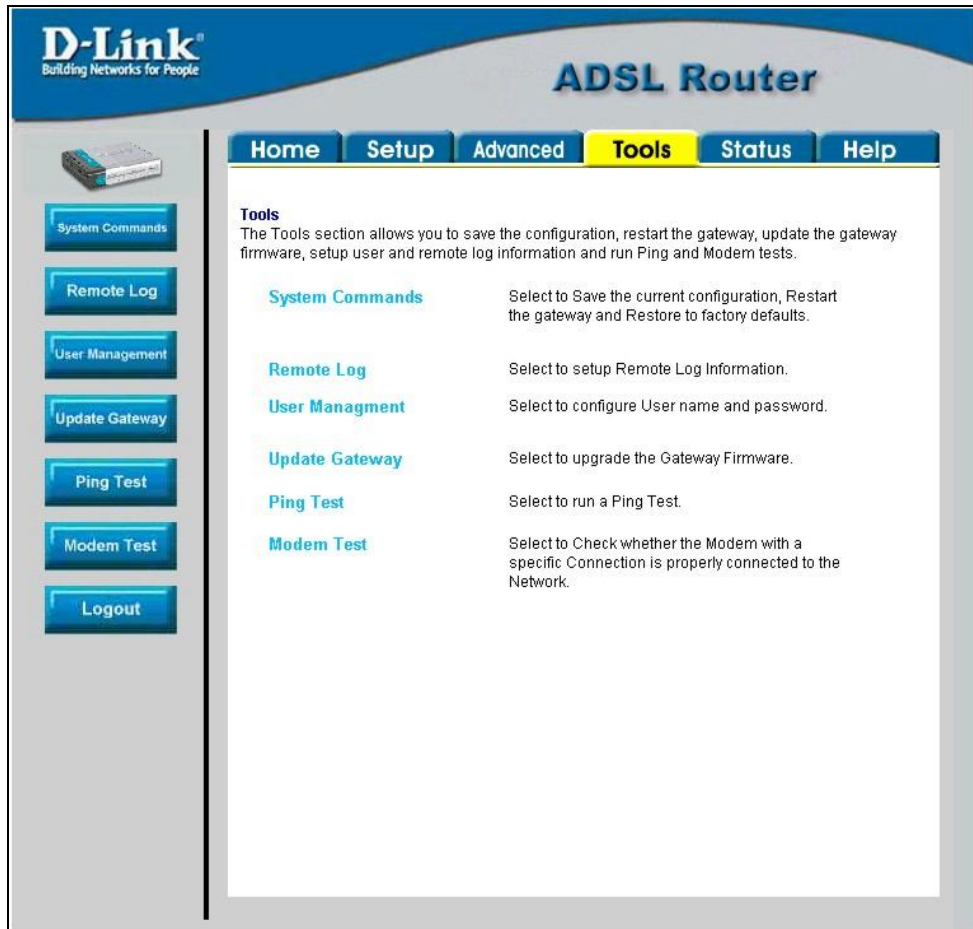 D-Link®
Building Networks for People
ADSL Router
Home Setup Advanced Tools Status Help
System Commands
Remote Log
User Management
Update Gateway
Ping Test
Modem Test
Logout
Tools
The Tools section allows you to save the configuration, restart the gateway, update the gateway
firmware, setup user and remote log information and run Ping and Modem tests.
System Commands Select to Save the current configuration, Restart
the gateway and Restore to factory defaults.
Remote Log Select to setup Remote Log Information.
User Managment Select to configure User name and password.
Update Gateway Select to upgrade the Gateway Firmware.
Ping Test Select to run a Ping Test.
Modem Test Select to Check whether the Modem with a
specific Connection is properly connected to the
Network.